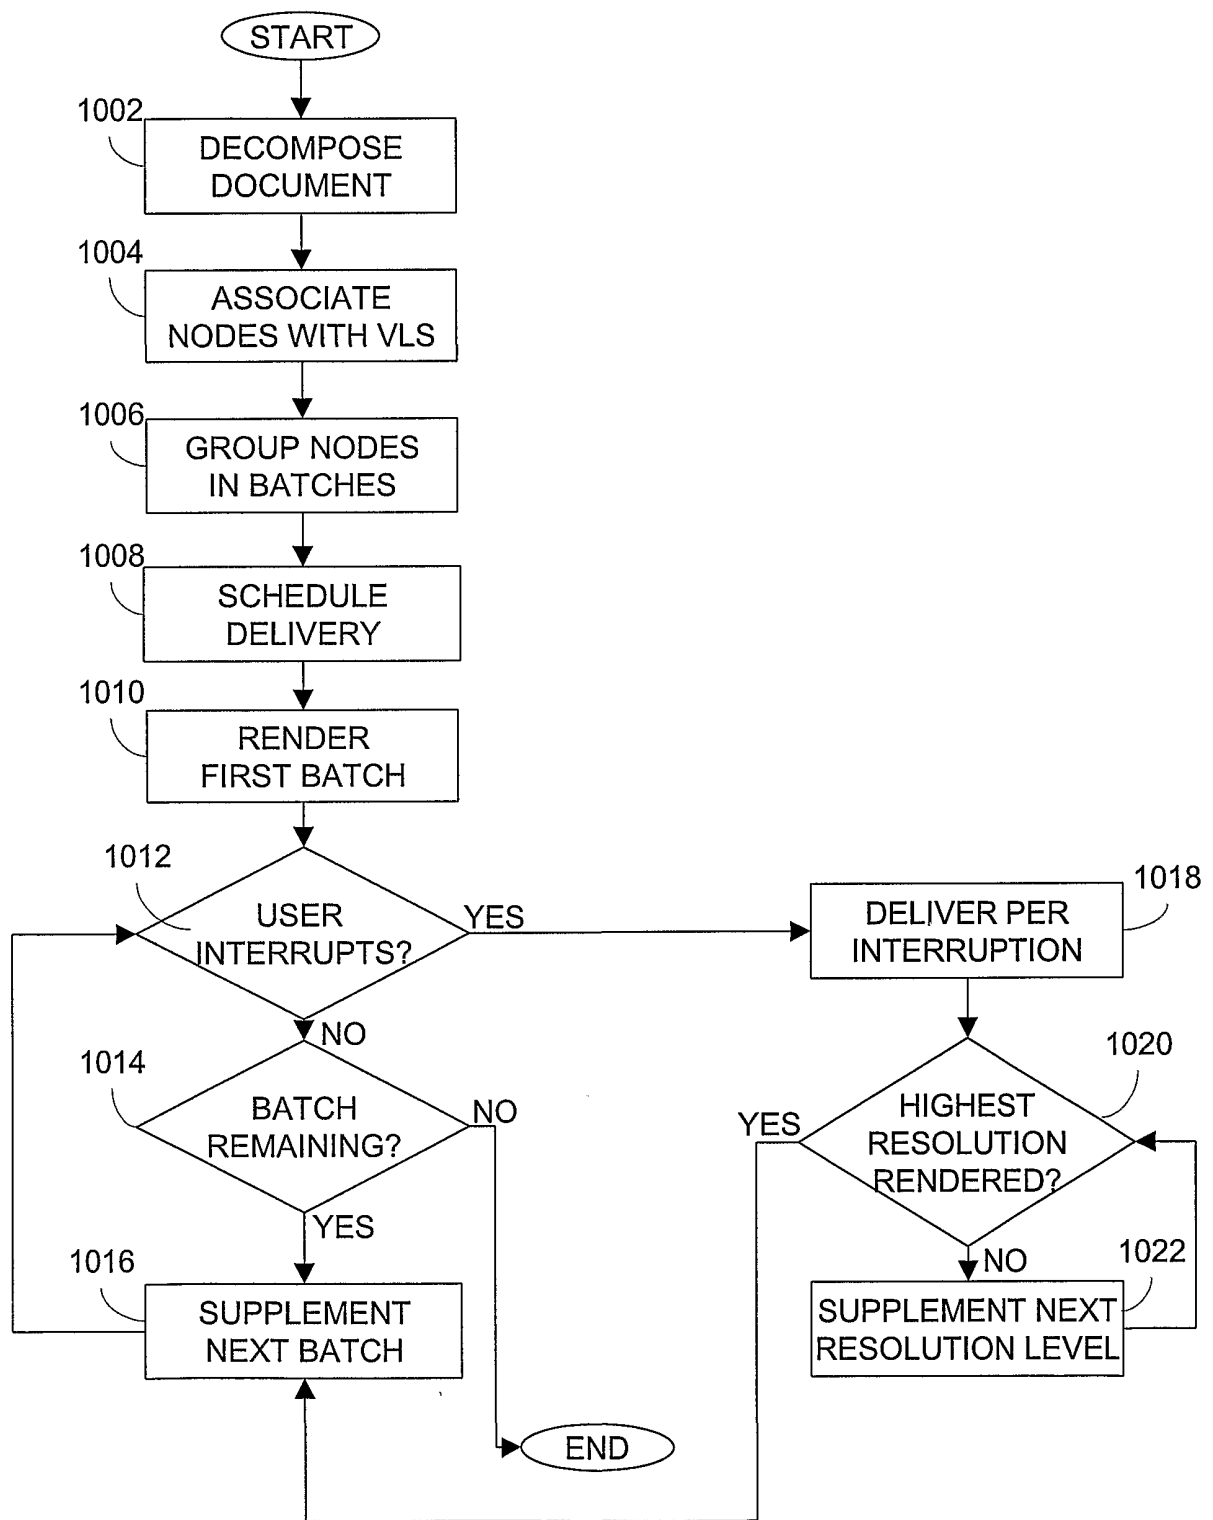 START
1002
DECOMPOSE
DOCUMENT
1004
ASSOCIATE
NODES WITH VLS
1006
GROUP NODES
IN BATCHES
1008
SCHEDULE
DELIVERY
1010
RENDER
FIRST BATCH
1012
USER
INTERRUPTS?
YES
NO
1018
DELIVER PER
INTERRUPTION
1014
BATCH
REMAINING?
NO
YES
1020
HIGHEST
RESOLUTION
RENDERED?
YES
NO
1016
SUPPLEMENT
NEXT BATCH
1022
SUPPLEMENT NEXT
RESOLUTION LEVEL
END